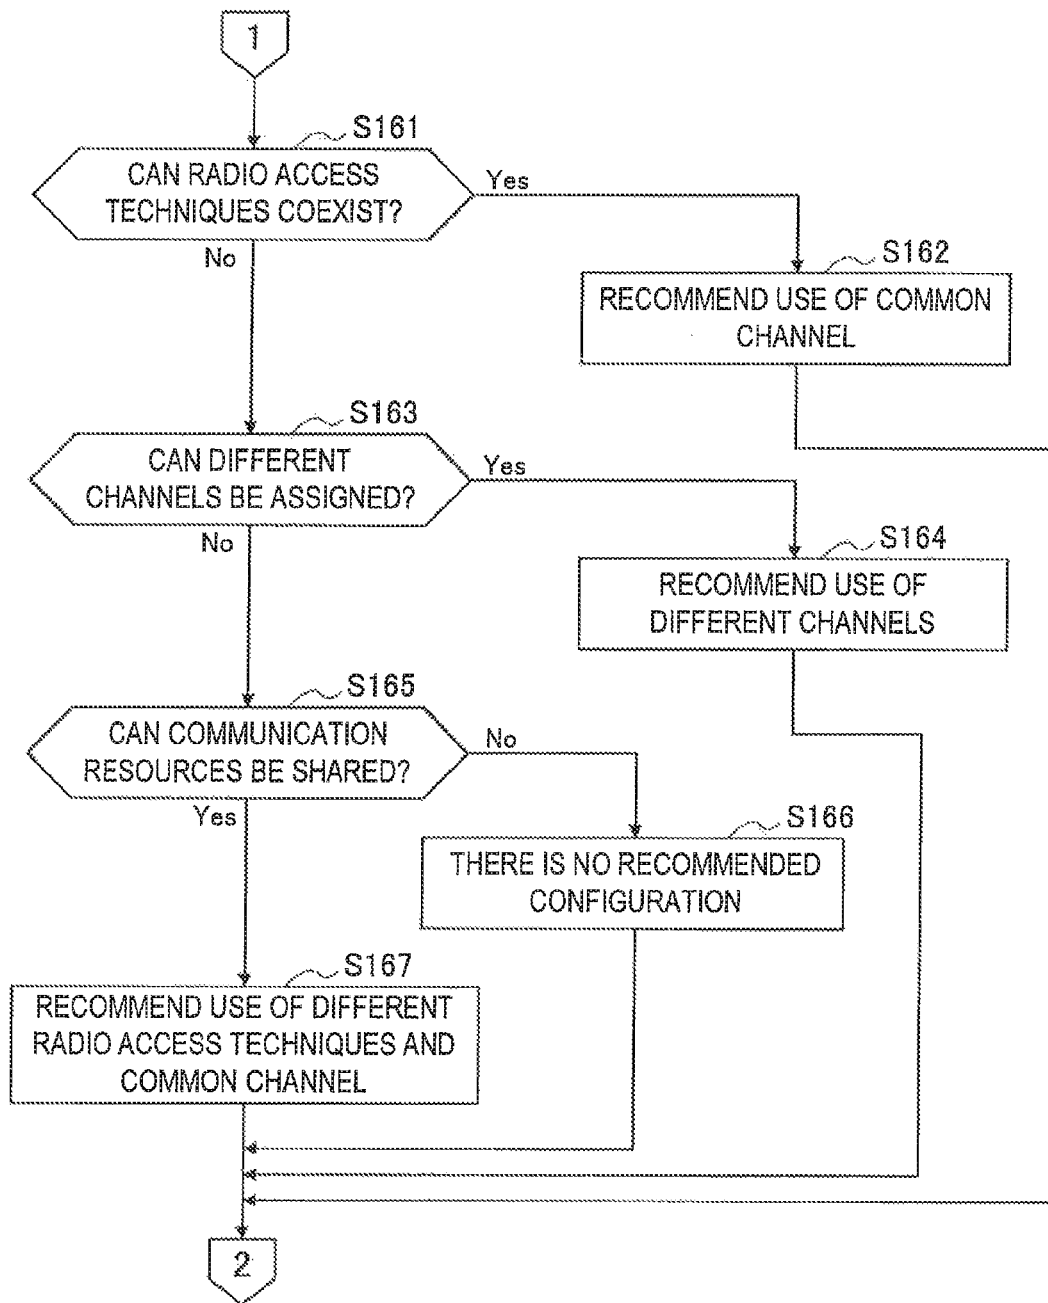 1
S161
CAN RADIO ACCESS
TECHNIQUES COEXIST?
Yes
No
S162
RECOMMEND USE OF COMMON
CHANNEL
S163
CAN DIFFERENT
CHANNELS BE ASSIGNED?
Yes
No
S164
RECOMMEND USE OF
DIFFERENT CHANNELS
S165
CAN COMMUNICATION
RESOURCES BE SHARED?
No
Yes
S166
THERE IS NO RECOMMENDED
CONFIGURATION
S167
RECOMMEND USE OF DIFFERENT
RADIO ACCESS TECHNIQUES AND
COMMON CHANNEL
2